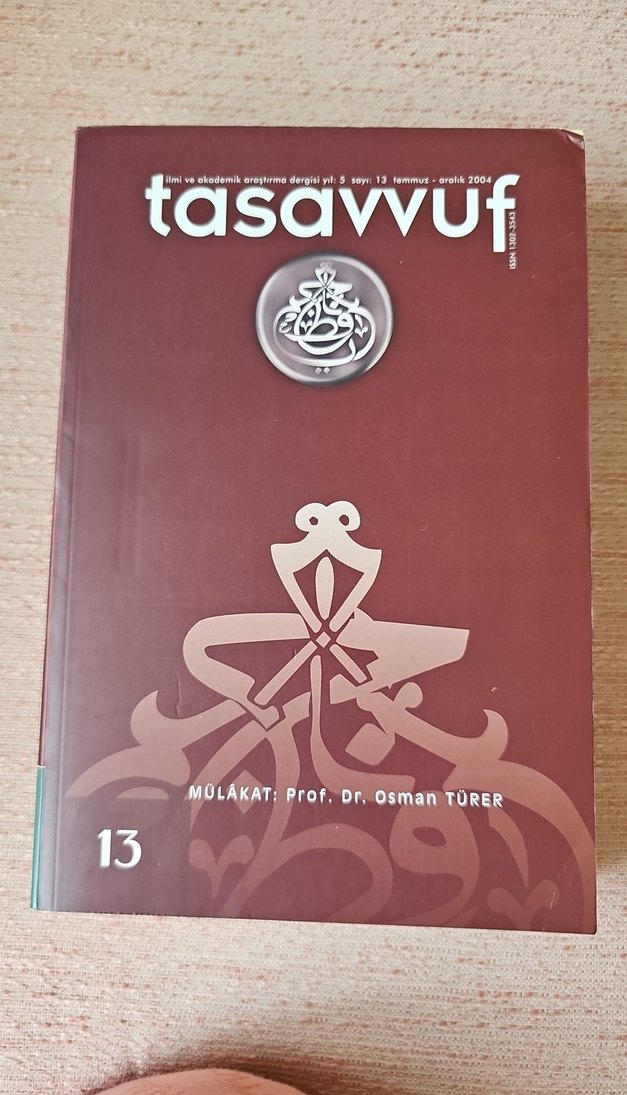 ilmi ve akademik araştırma dergisi yıl: 5 sayı: 13 temmuz - aralık 2004
tasavvuf
ISSN 1302-3543
MÜLÂKAT: Prof. Dr. Osman TÜRER
13